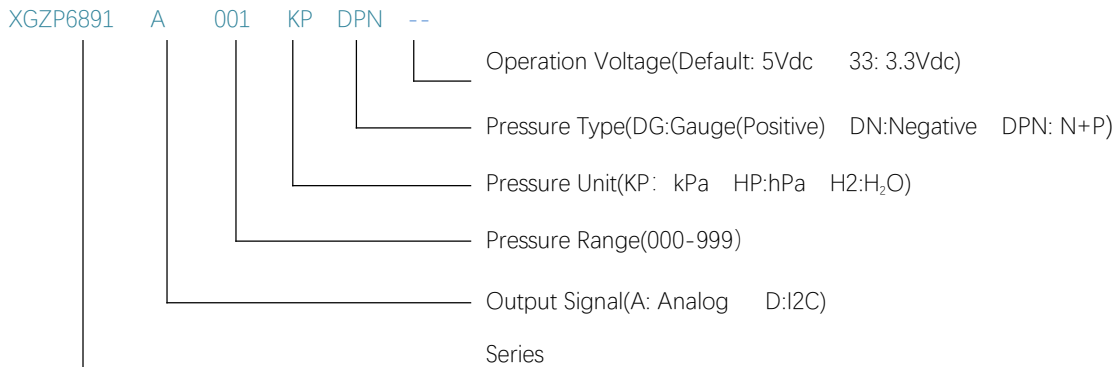 XGZP6891 A 001 KP DPN --
Operation Voltage(Default: 5Vdc 33: 3.3Vdc)
Pressure Type(DG:Gauge(Positive) DN:Negative DPN: N+P)
Pressure Unit(KP: kPa HP:hPa H2:H₂O)
Pressure Range(000-999)
Output Signal(A: Analog D:I2C)
Series